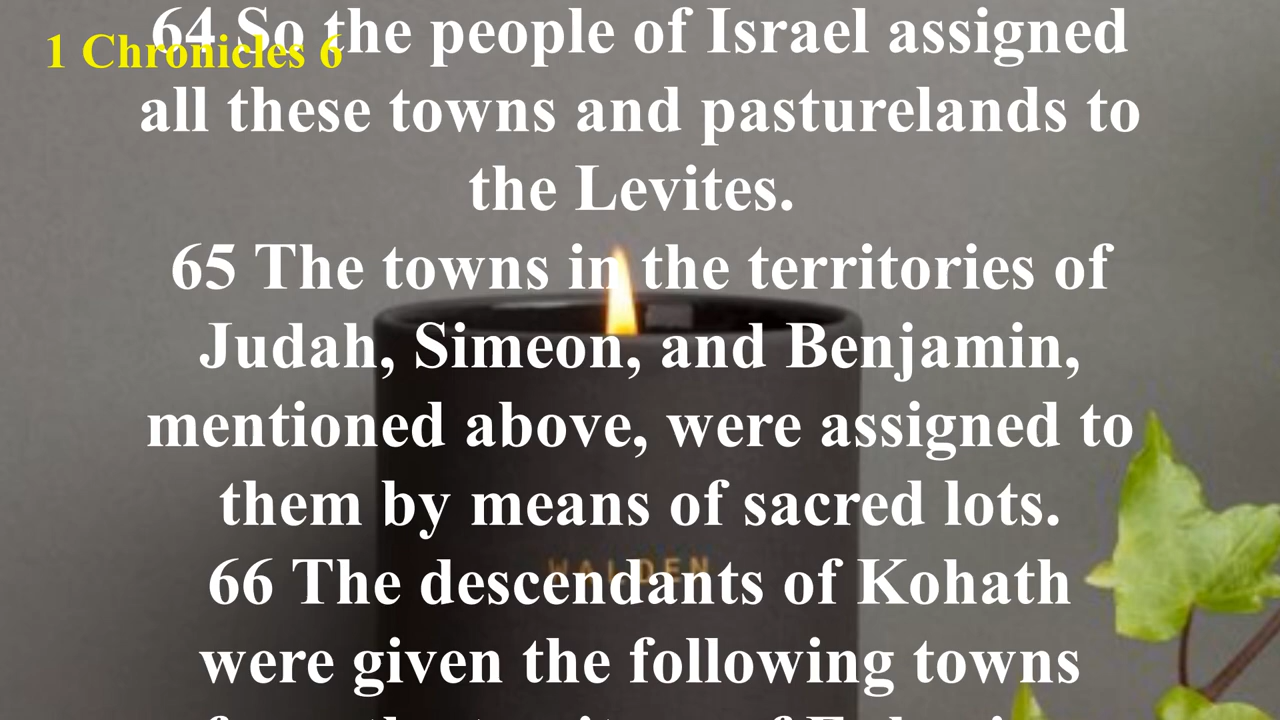 64 So the people of Israel assigned
1 Chronicles 6
all these towns and pasturelands to
the Levites.
65 The towns in the territories of
Judah, Simeon, and Benjamin,
mentioned above, were assigned to
them by means of sacred lots.
66 The descendants of Kohath
WALDEN
were given the following towns